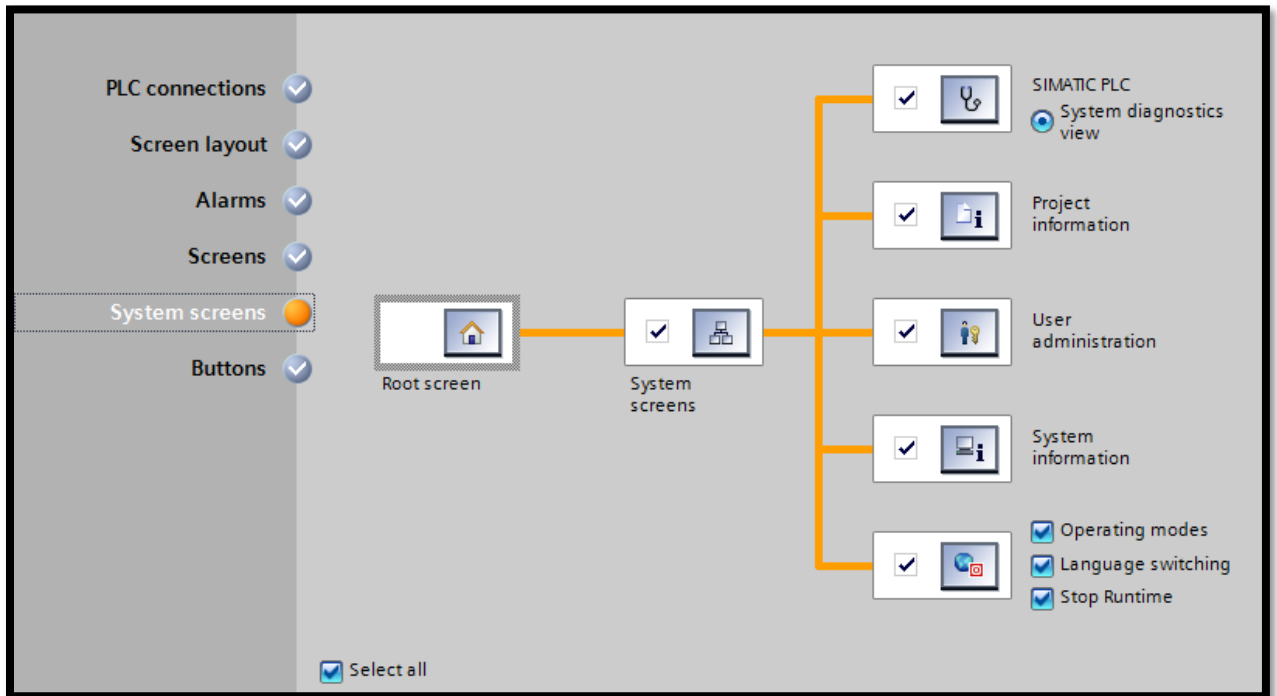 PLC connections
Screen layout
Alarms
Screens
System screens
Buttons
Root screen
System
screens
SIMATIC PLC
System diagnostics
view
Project
information
User
administration
System
information
Operating modes
Language switching
Stop Runtime
Select all